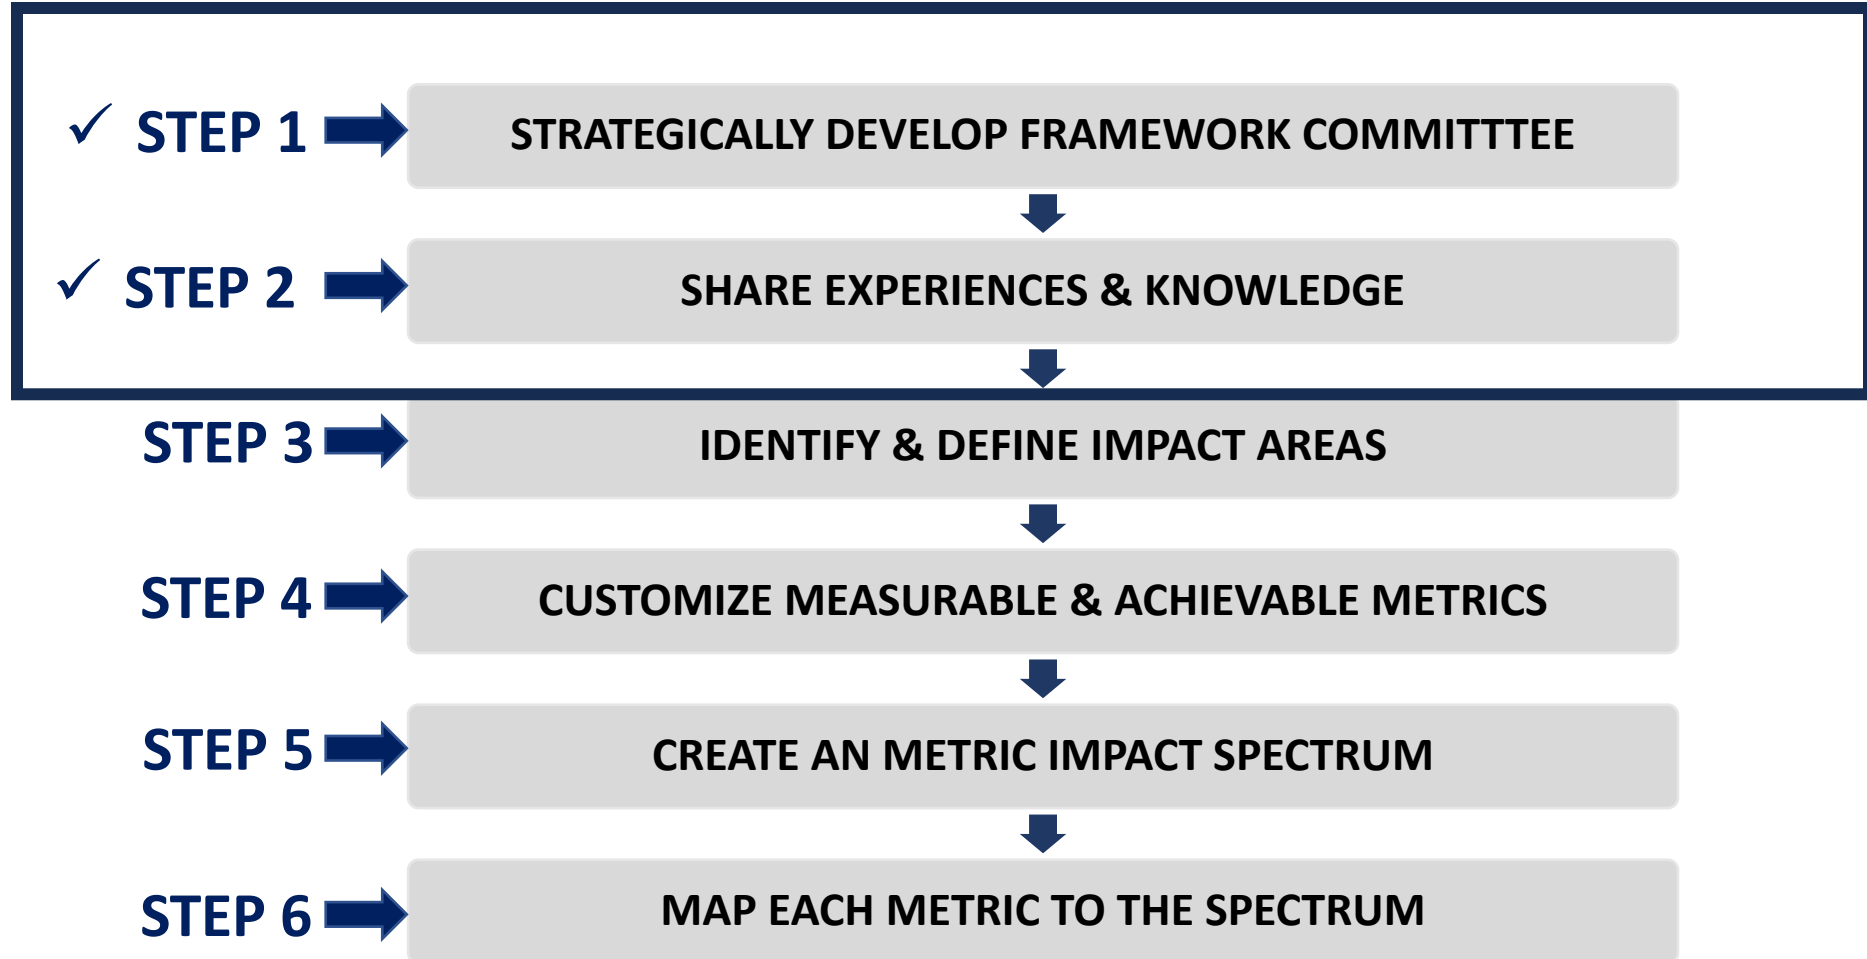 ✓ STEP 1 STRATEGICALLY DEVELOP FRAMEWORK COMMITTTEE
✓ STEP 2 SHARE EXPERIENCES & KNOWLEDGE
STEP 3 IDENTIFY & DEFINE IMPACT AREAS
STEP 4 CUSTOMIZE MEASURABLE & ACHIEVABLE METRICS
STEP 5 CREATE AN METRIC IMPACT SPECTRUM
STEP 6 MAP EACH METRIC TO THE SPECTRUM